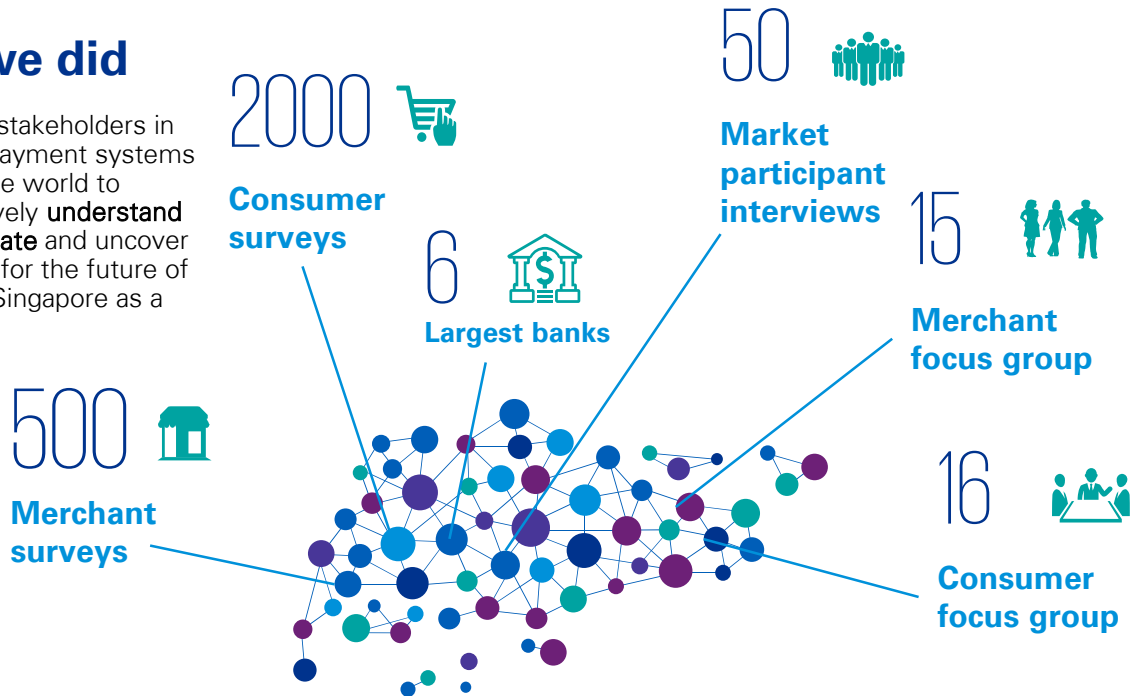 ve did
stakeholders in
ayment systems
e world to
vely understand
ate and uncover
for the future of
Singapore as a
2000
Consumer
surveys
50
Market
participant
interviews
6
$
Largest banks
15
Merchant
focus group
500
Merchant
surveys
16
Consumer
focus group